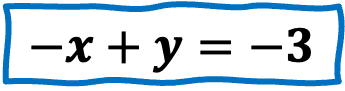 −x + y = −3